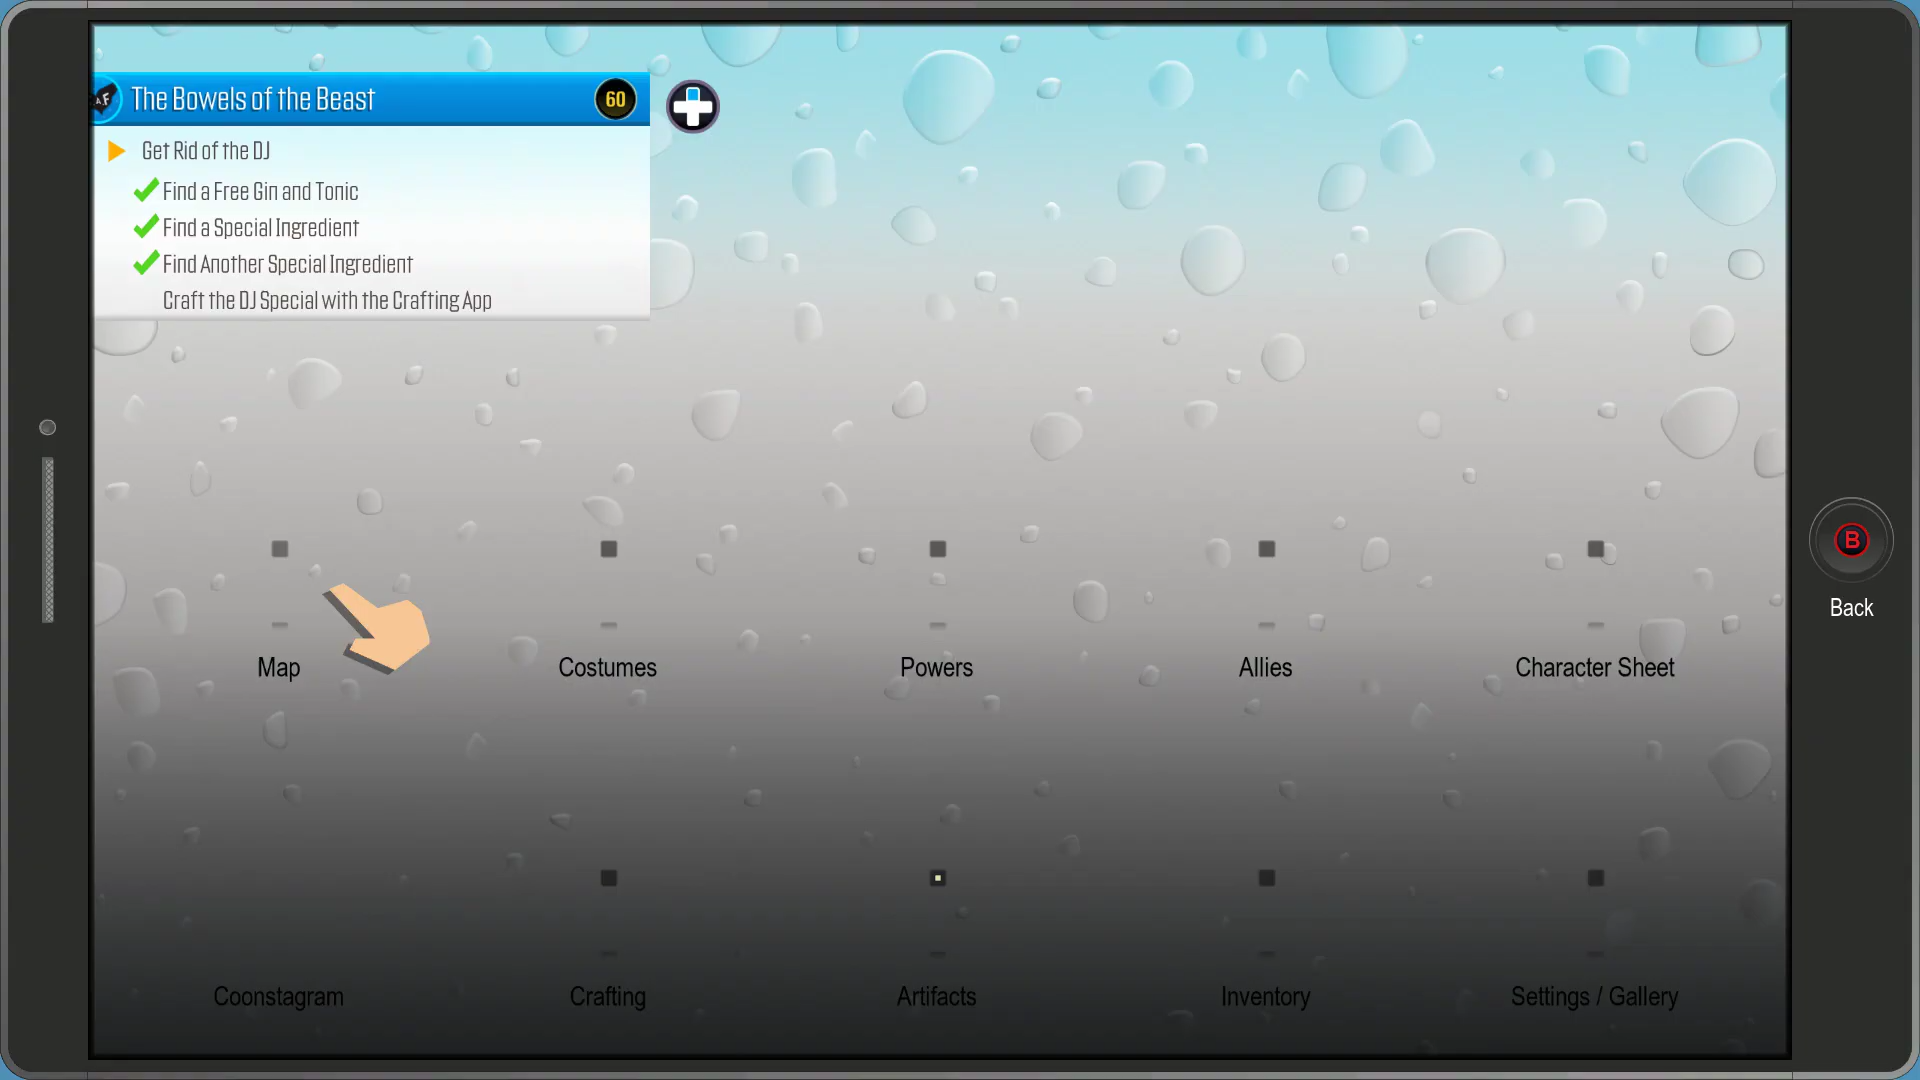 AF The Bowels of the Beast 60
Get Rid of the DJ
Find a Free Gin and Tonic
Find a Special Ingredient
Find Another Special Ingredient
Craft the DJ Special with the Crafting App
B
Back
Map Costumes Powers Allies Character Sheet
Coonstagram Crafting Artifacts Inventory Settings / Gallery